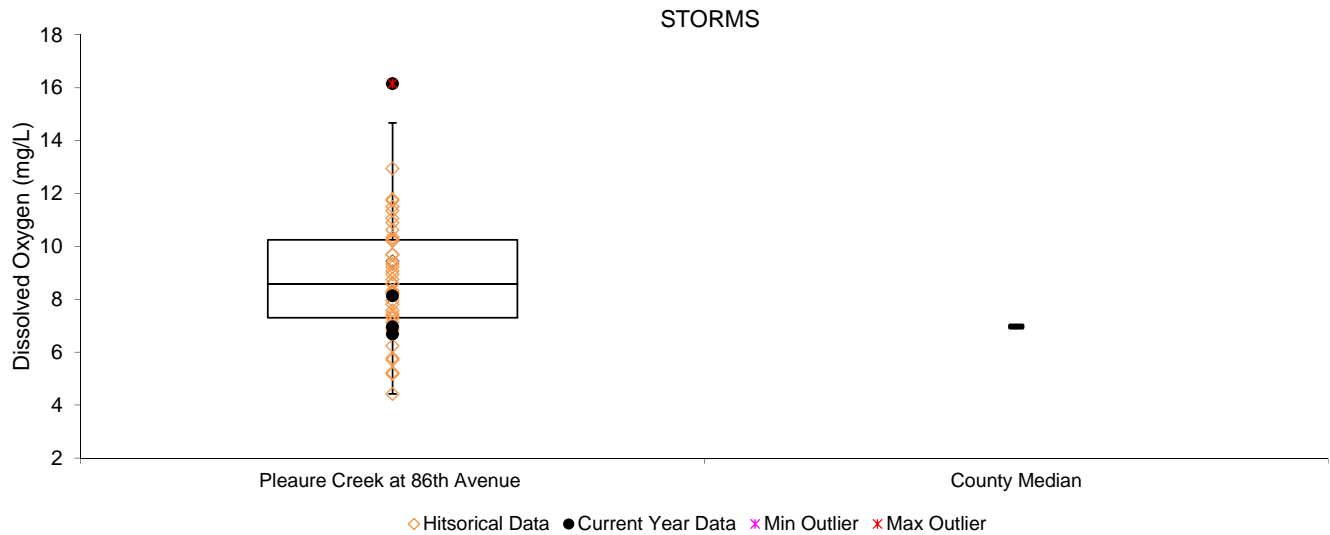 STORMS
18
16
14
12
10
8
6
4
2
Dissolved Oxygen (mg/L)
Pleaure Creek at 86th Avenue
County Median
Hitsorical Data Current Year Data Min Outlier Max Outlier